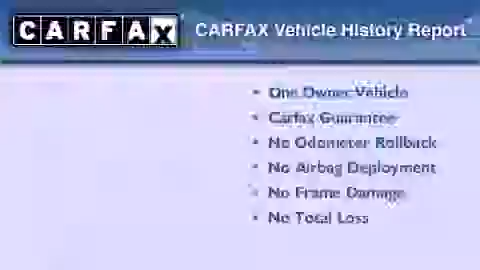 CARFAX CARFAX Vehicle History Report
• One Owner Vehicle
• Carfax Guarantee
• No Odometer Rollback
• No Airbag Deployment
• No Frame Damage
• No Total Loss